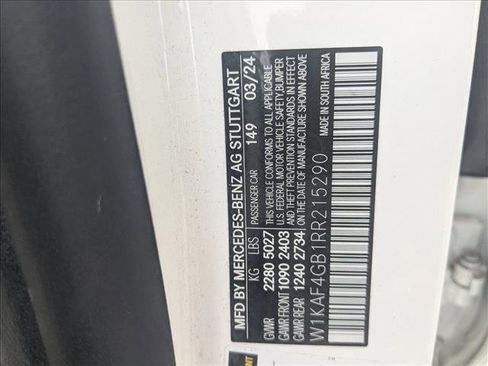 MFD BY MERCEDES-BENZ AG STUTTGART
PASSENGER CAR 149 03/24
KG LBS
GVWR 2280 5027
GAWR FRONT 1090 2403
GAWR REAR 1240 2734
THIS VEHICLE CONFORMS TO ALL APPLICABLE
U.S. FEDERAL MOTOR VEHICLE SAFETY, BUMPER
AND THEFT PREVENTION STANDARDS IN EFFECT
ON THE DATE OF MANUFACTURE SHOWN ABOVE
W1KAF4GB1RR215290
MADE IN SOUTH AFRICA